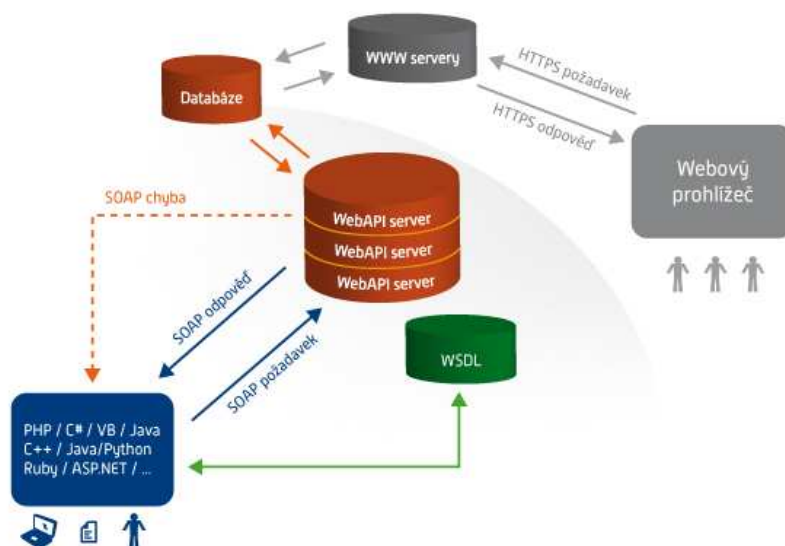 WWW servery
HTTPS požadavek
HTTPS odpověď
Databáze
Webový
prohlížeč
SOAP chyba
WebAPI server
WebAPI server
WebAPI server
SOAP odpověď
SOAP požadavek
WSDL
PHP / C# / VB / Java
C++ / Java/Python
Ruby / ASP.NET / ...